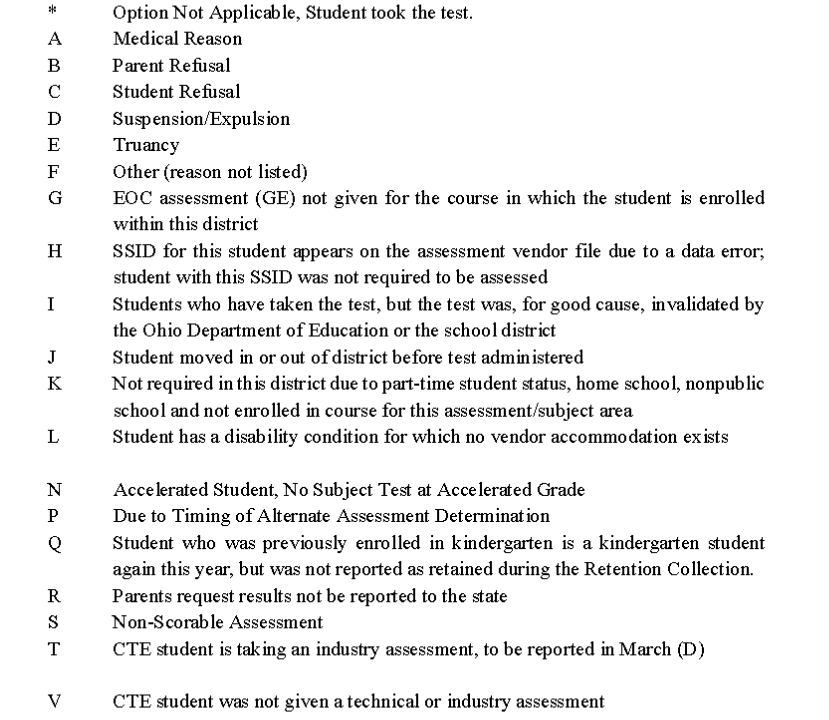 * Option Not Applicable, Student took the test.
A Medical Reason
B Parent Refusal
C Student Refusal
D Suspension/Expulsion
E Truancy
F Other (reason not listed)
G EOC assessment (GE) not given for the course in which the student is enrolled
within this district
H SSID for this student appears on the assessment vendor file due to a data error;
student with this SSID was not required to be assessed
I Students who have taken the test, but the test was, for good cause, invalidated by
the Ohio Department of Education or the school district
J Student moved in or out of district before test administered
K Not required in this district due to part-time student status, home school, nonpublic
school and not enrolled in course for this assessment/subject area
L Student has a disability condition for which no vendor accommodation exists
N Accelerated Student, No Subject Test at Accelerated Grade
P Due to Timing of Alternate Assessment Determination
Q Student who was previously enrolled in kindergarten is a kindergarten student
again this year, but was not reported as retained during the Retention Collection.
R Parents request results not be reported to the state
S Non-Scorable Assessment
T CTE student is taking an industry assessment, to be reported in March (D)
V CTE student was not given a technical or industry assessment